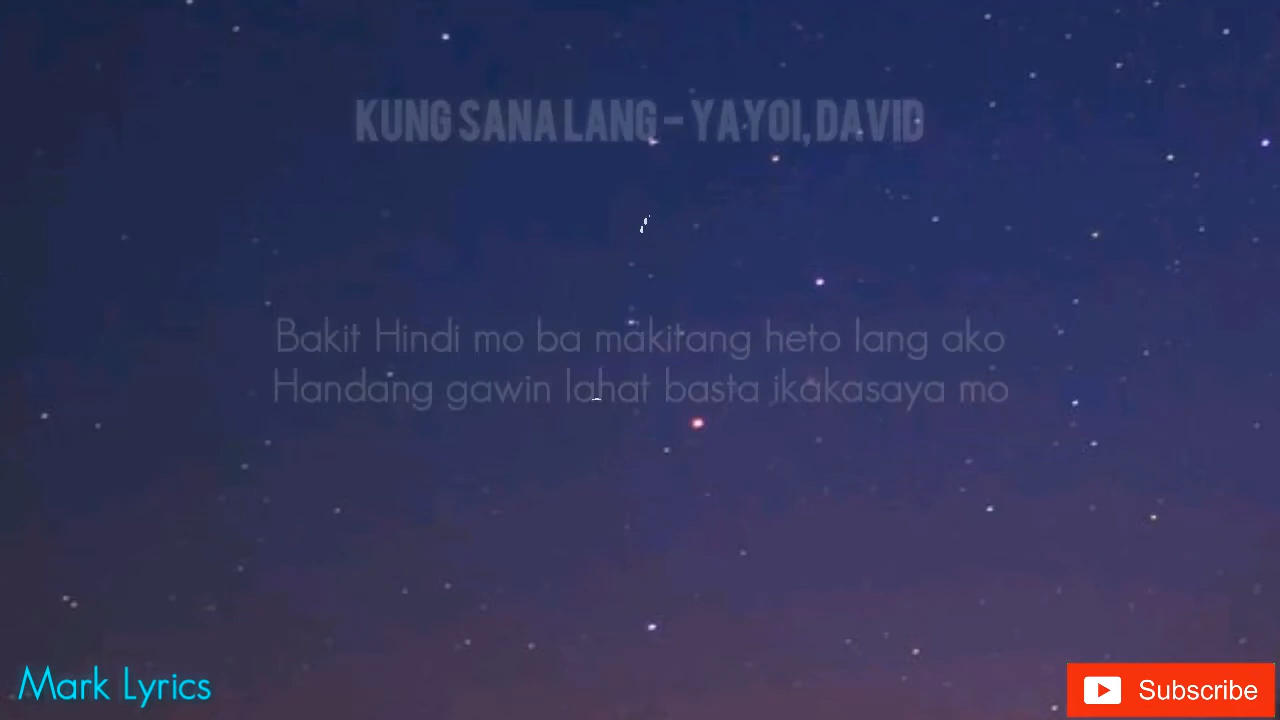 KUNG SANA LANG - YAYOI, DAVID
Bakit Hindi mo ba makitang heto lang ako
Handang gawin lahat basta jkakasaya mo
Mark Lyrics
Subscribe